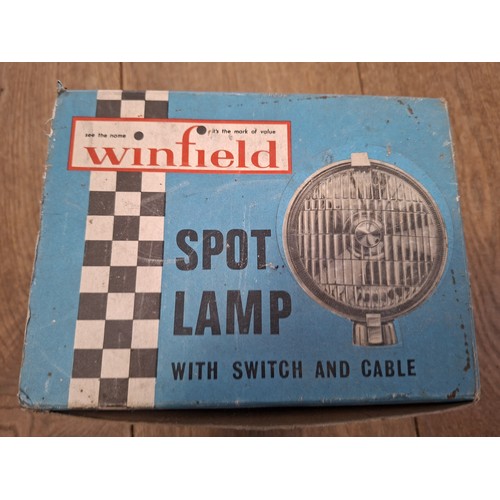 see the name it's the mark of value
winfield
SPOT
LAMP
WITH SWITCH AND CABLE